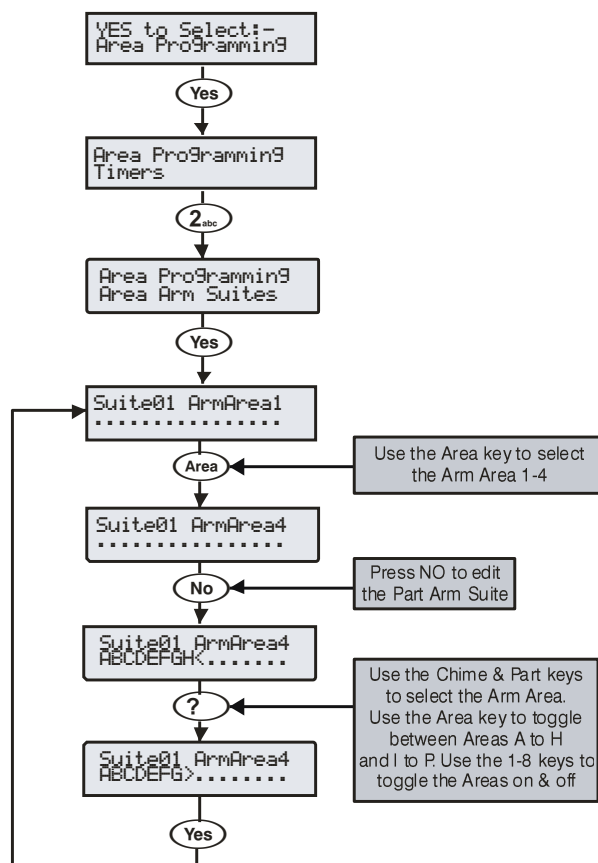 YES to Select:-
Area Programming
Yes
Area Programming
Timers
2abc
Area Programming
Area Arm Suites
Yes
Suite01 ArmArea1
................
Area
Use the Area key to select
the Arm Area 1-4
Suite01 ArmArea4
................
No
Press NO to edit
the Part Arm Suite
Suite01 ArmArea4
ABCDEFGH<.......
?
Use the Chime & Part keys
to select the Arm Area.
Use the Area key to toggle
between Areas A to H
and I to P. Use the 1-8 keys to
toggle the Areas on & off
Suite01 ArmArea4
ABCDEFG>........
Yes